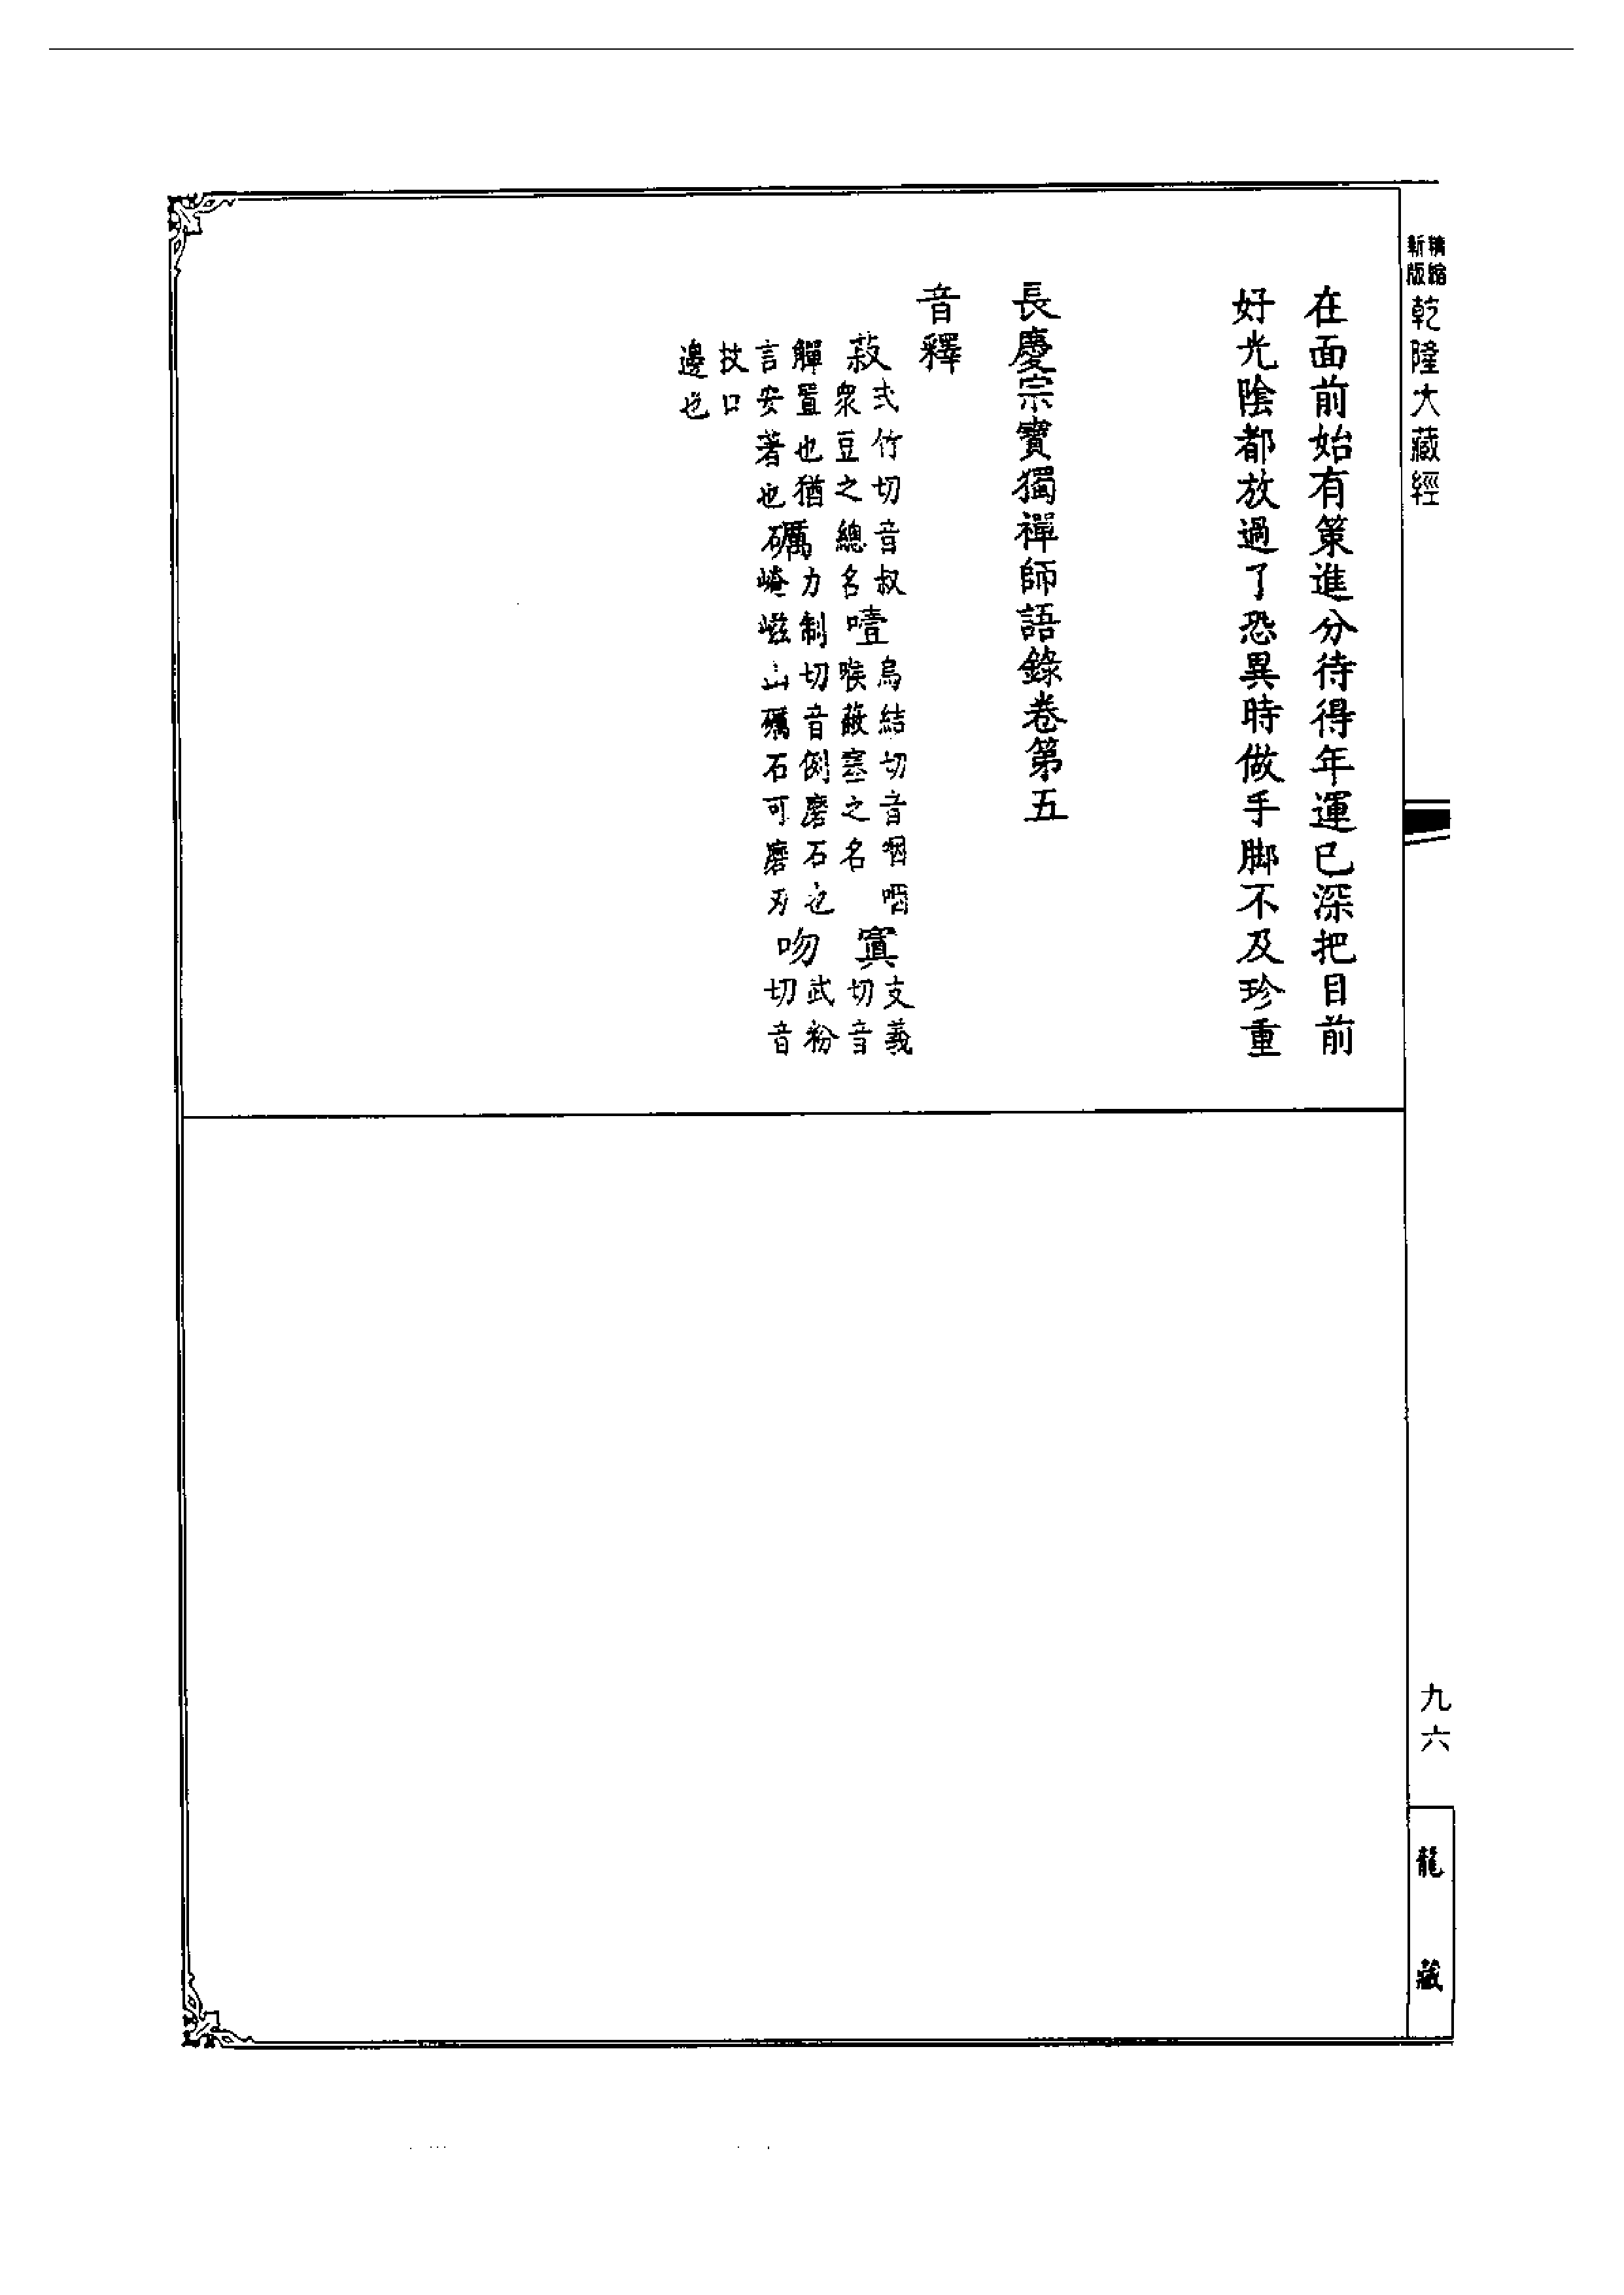 精縮新版
乾隆大藏經
在面前始有策進分待得年運已深把目前
好光陰都放過了恐異時做手脚不及珍重
長慶宗寶獨禪師語錄卷第五
音釋
菽式竹切音叔衆豆之總名噎烏結切音咽咽喉蔽塞之名寘支義切音
觶置也猶言安著也礪力制切音例磨石也崦嵫山礪石可磨刃吻武粉切音
抆口邊也
九六
龍藏